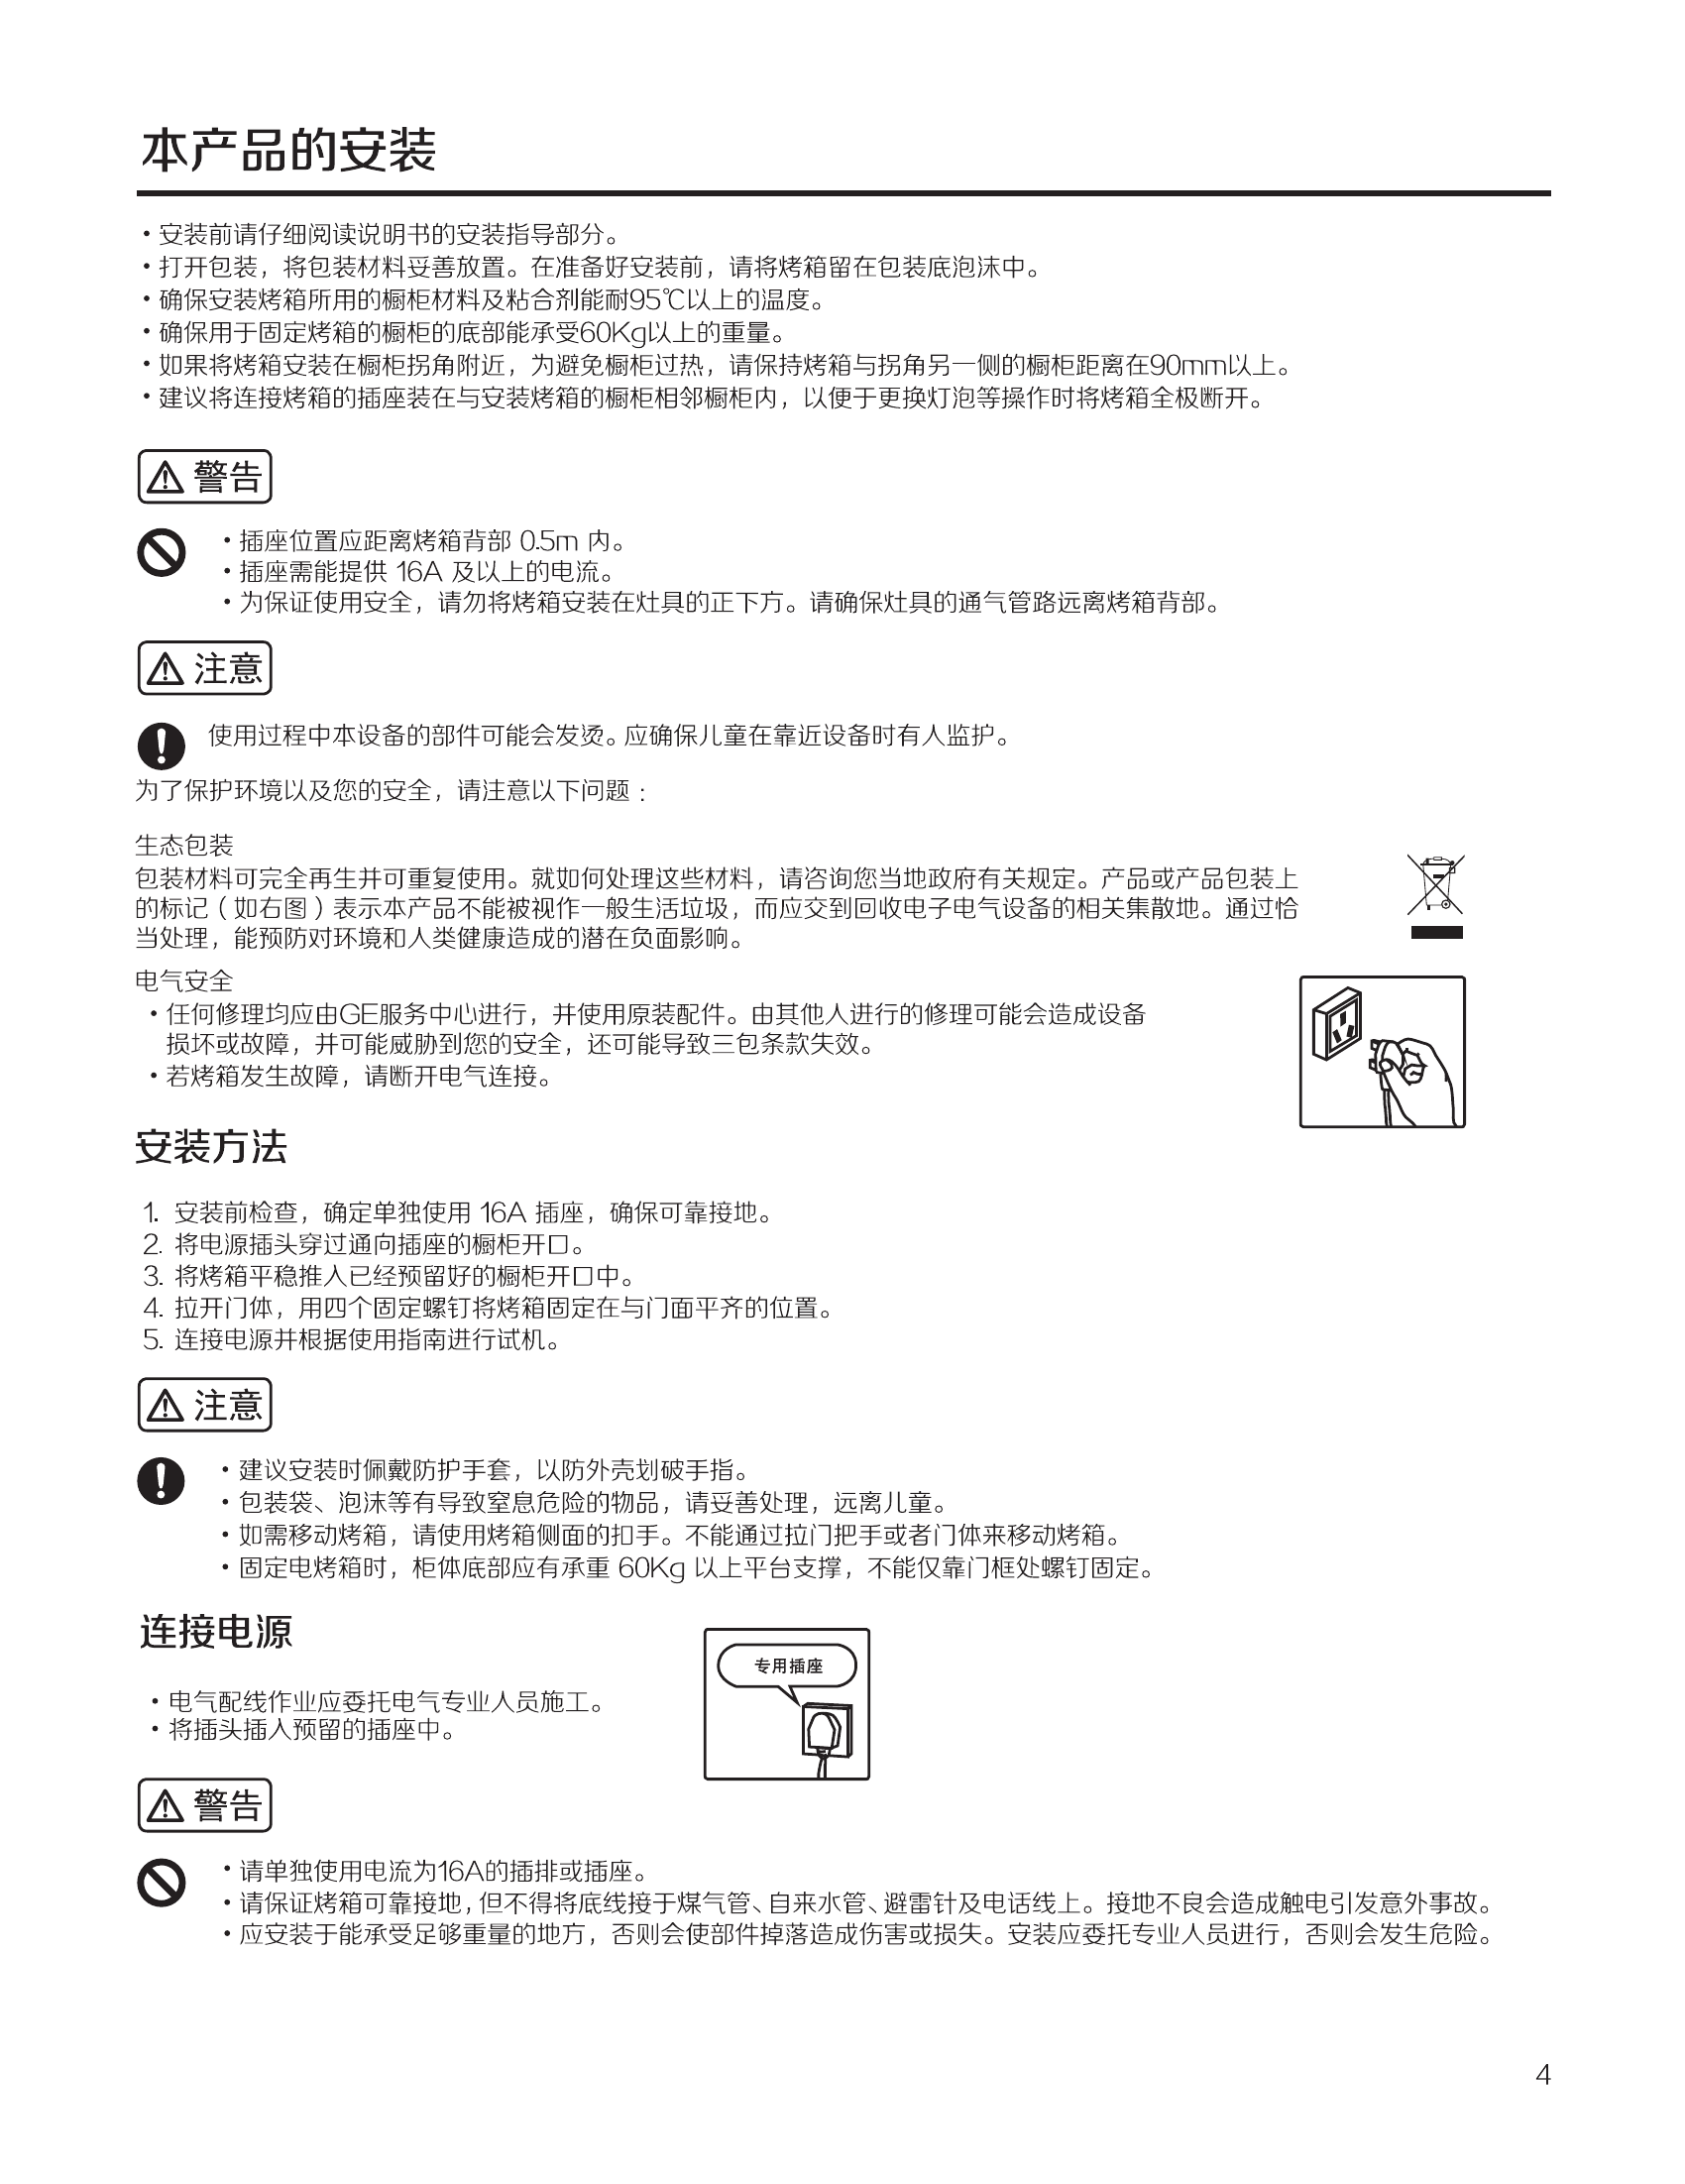 本产品的安装
・安装前请仔细阅读说明书的安装指导部分。
・打开包装，将包装材料妥善放置。在准备好安装前，请将烤箱留在包装底泡沫中。
・确保安装烤箱所用的橱柜材料及粘合剂能耐95℃以上的温度。
・确保用于固定烤箱的橱柜的底部能承受60Kg以上的重量。
・如果将烤箱安装在橱柜拐角附近，为避免橱柜过热，请保持烤箱与拐角另一侧的橱柜距离在90mm以上。
・建议将连接烤箱的插座装在与安装烤箱的橱柜相邻橱柜内，以便于更换灯泡等操作时将烤箱全极断开。
警告
・插座位置应距离烤箱背部 0.5m 内。
・插座需能提供 16A 及以上的电流。
・为保证使用安全，请勿将烤箱安装在灶具的正下方。请确保灶具的通气管路远离烤箱背部。
注意
使用过程中本设备的部件可能会发烫。应确保儿童在靠近设备时有人监护。
为了保护环境以及您的安全，请注意以下问题：
生态包装
包装材料可完全再生并可重复使用。就如何处理这些材料，请咨询您当地政府有关规定。产品或产品包装上
的标记（如右图）表示本产品不能被视作一般生活垃圾，而应交到回收电子电气设备的相关集散地。通过恰
当处理，能预防对环境和人类健康造成的潜在负面影响。
电气安全
・任何修理均应由GE服务中心进行，并使用原装配件。由其他人进行的修理可能会造成设备
损坏或故障，并可能威胁到您的安全，还可能导致三包条款失效。
・若烤箱发生故障，请断开电气连接。
安装方法
1. 安装前检查，确定单独使用 16A 插座，确保可靠接地。
2. 将电源插头穿过通向插座的橱柜开口。
3. 将烤箱平稳推入已经预留好的橱柜开口中。
4. 拉开门体，用四个固定螺钉将烤箱固定在与门面平齐的位置。
5. 连接电源并根据使用指南进行试机。
注意
・建议安装时佩戴防护手套，以防外壳划破手指。
・包装袋、泡沫等有导致窒息危险的物品，请妥善处理，远离儿童。
・如需移动烤箱，请使用烤箱侧面的扣手。不能通过拉门把手或者门体来移动烤箱。
・固定电烤箱时，柜体底部应有承重 60Kg 以上平台支撑，不能仅靠门框处螺钉固定。
连接电源
专用插座
・电气配线作业应委托电气专业人员施工。
・将插头插入预留的插座中。
警告
・请单独使用电流为16A的插排或插座。
・请保证烤箱可靠接地，但不得将底线接于煤气管、自来水管、避雷针及电话线上。接地不良会造成触电引发意外事故。
・应安装于能承受足够重量的地方，否则会使部件掉落造成伤害或损失。安装应委托专业人员进行，否则会发生危险。
4